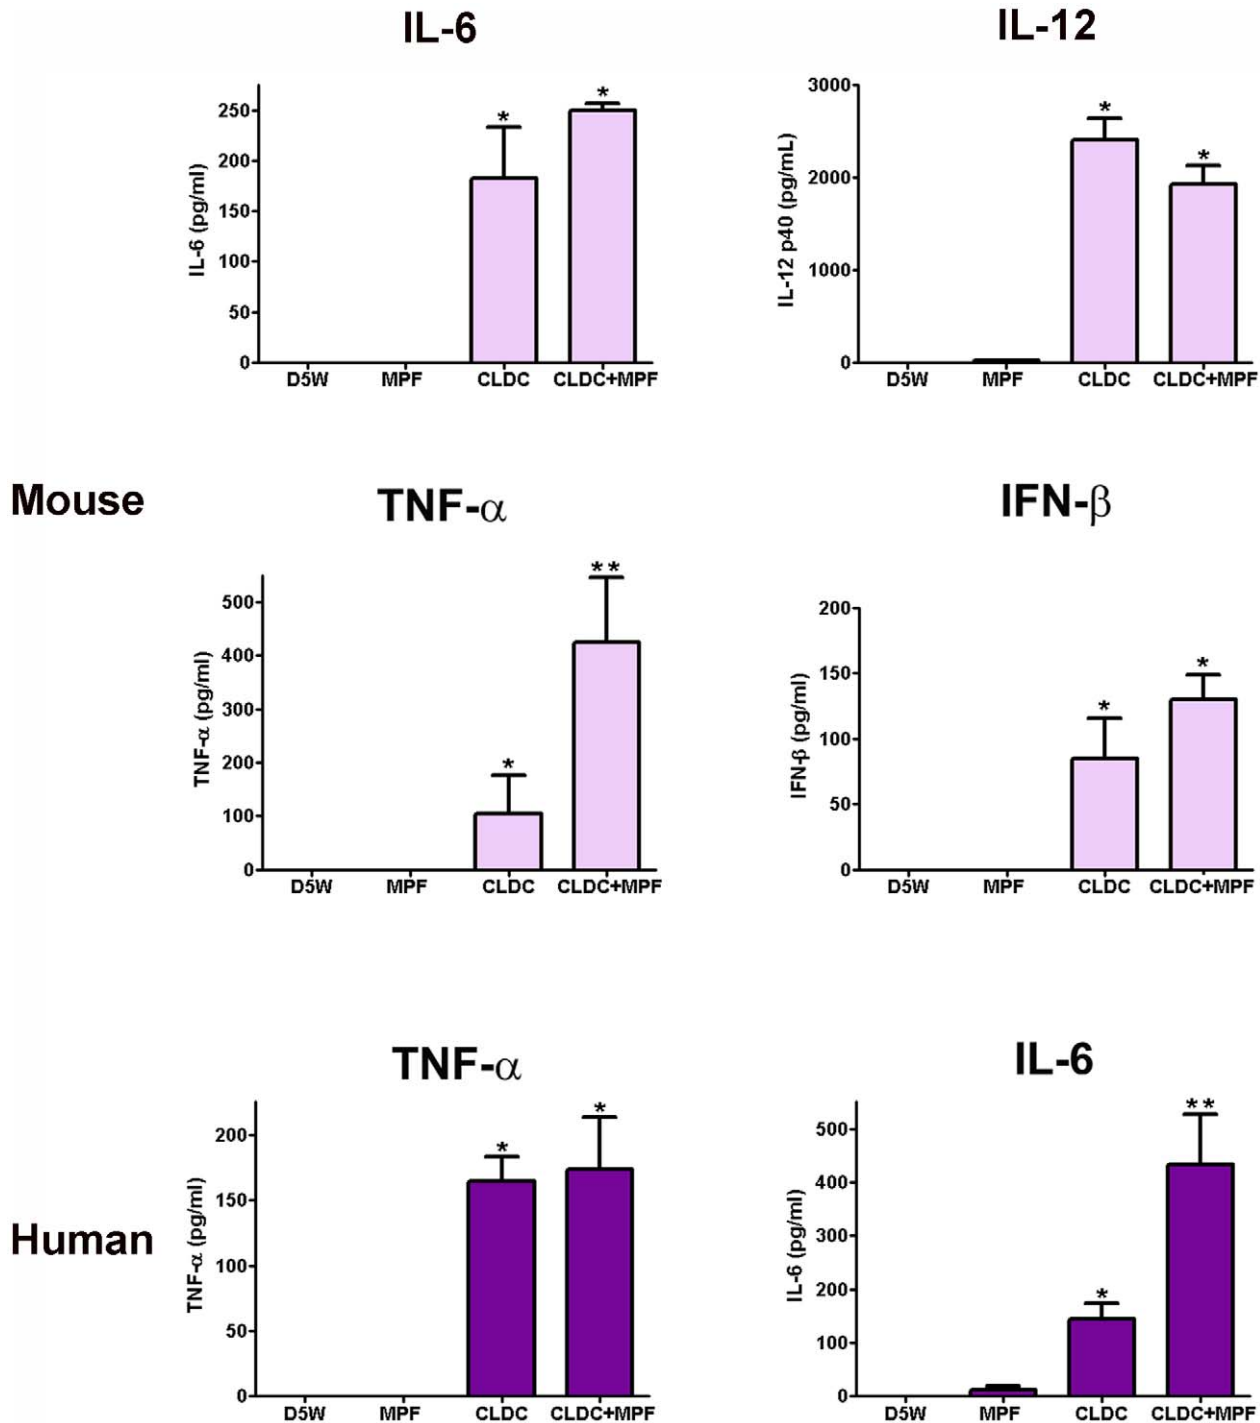 IL-6
IL-12
IL-6 (pg/ml)
250
200
150
100
50
0
*
*
D5W MPF CLDC CLDC+MPF
IL-12 p40 (pg/mL)
3000
2000
1000
0
*
*
D5W MPF CLDC CLDC+MPF
Mouse
TNF-α
IFN-β
TNF-α (pg/ml)
500
400
300
200
100
0
*
**
D5W MPF CLDC CLDC+MPF
IFN-β (pg/ml)
200
150
100
50
0
*
*
D5W MPF CLDC CLDC+MPF
Human
TNF-α
IL-6
TNF-α (pg/ml)
200
150
100
50
0
*
*
D5W MPF CLDC CLDC+MPF
IL-6 (pg/ml)
500
400
300
200
100
0
*
**
D5W MPF CLDC CLDC+MPF